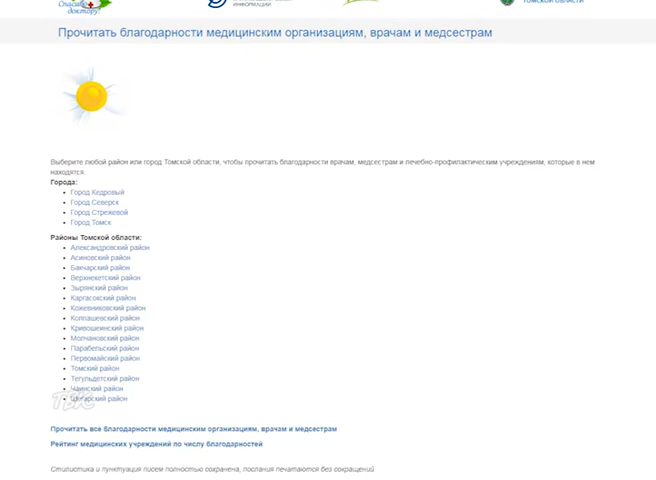 Спасибо
доктору!
ИНФОРМАЦИИ
ТОМСКОЙ ОБЛАСТИ
Прочитать благодарности медицинским организациям, врачам и медсестрам
Выберите любой район или город Томской области, чтобы прочитать благодарности врачам, медсестрам и лечебно-профилактическим учреждениям, которые в нем
находятся.
Города:
Город Кедровый
Город Северск
Город Стрежевой
Город Томск
Районы Томской области:
Александровский район
Асиновский район
Бакчарский район
Верхнекетский район
Зырянский район
Каргасокский район
Кожевниковский район
Колпашевский район
Кривошеинский район
Молчановский район
Парабельский район
Первомайский район
Томский район
Тегульдетский район
Чаинский район
Шегарский район
ТВК
Прочитать все благодарности медицинским организациям, врачам и медсестрам
Рейтинг медицинских учреждений по числу благодарностей
Стилистика и пунктуация писем полностью сохранена, послания печатаются без сокращений